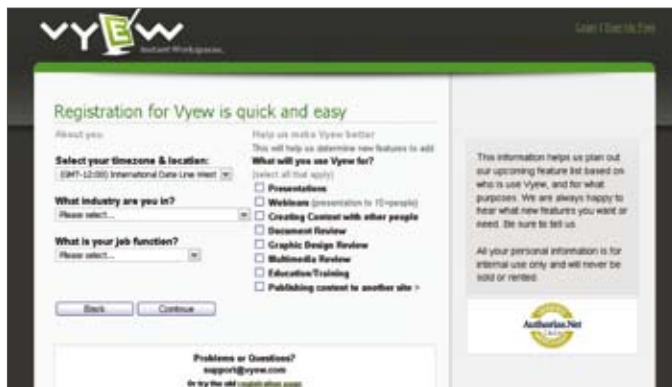 VYEW
Instant Workspaces.
Registration for Vyew is quick and easy
About you
Select your timezone & location:
(GMT-12:00) International Date Line West
What industry are you in?
Please select...
What is your job function?
Please select...
Back
Continue
Help us make Vyew better
This will help us determine new features to add
What will you use Vyew for?
(select all that apply)
Presentations
Webinars (presentation to 10+people)
Creating Content with other people
Document Review
Graphic Design Review
Multimedia Review
Education/Training
Publishing content to another site >
This information helps us plan out
our upcoming feature list based on
who is use Vyew, and for what
purposes. We are always happy to
hear what new features you want or
need. Be sure to tell us.
All your personal information is for
internal use only and will never be
sold or rented.
Authorize.Net
Problems or Questions?
support@vyew.com
Or try the old registration page